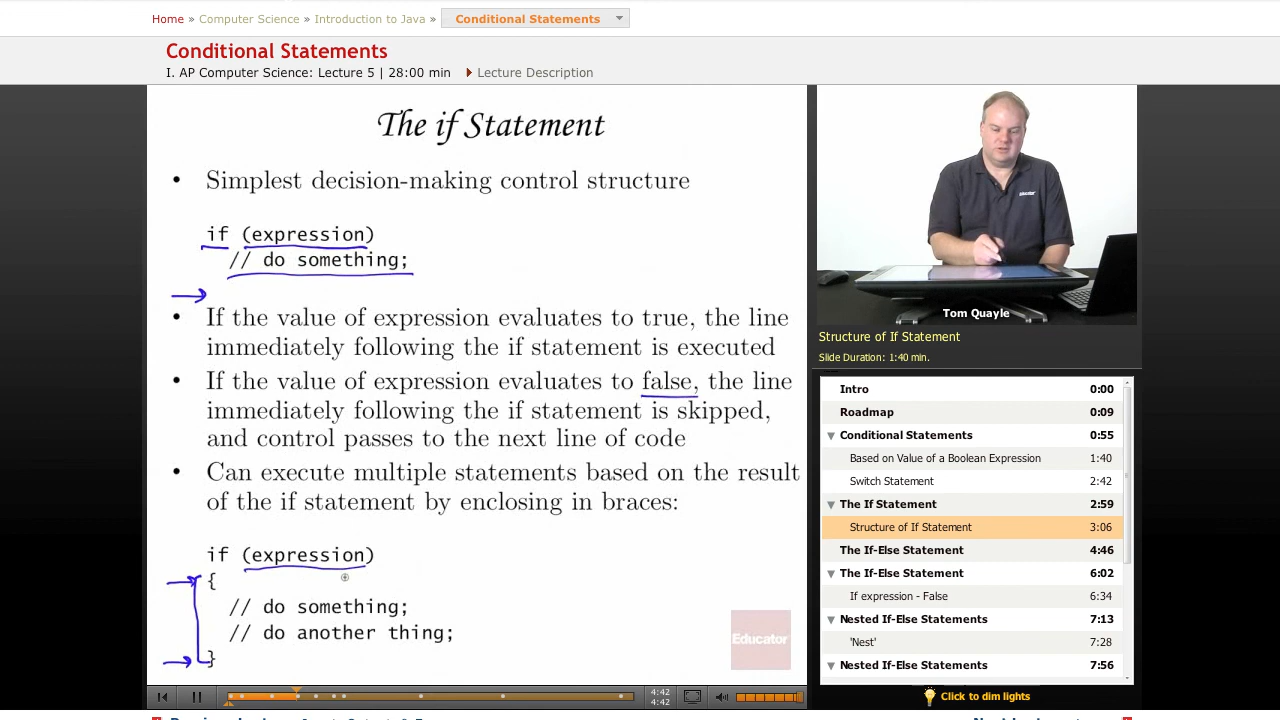 Home » Computer Science » Introduction to Java » Conditional Statements
Conditional Statements
I. AP Computer Science: Lecture 5 | 28:00 min Lecture Description
The if Statement
• Simplest decision-making control structure
if (expression)
// do something;
• If the value of expression evaluates to true, the line
immediately following the if statement is executed
• If the value of expression evaluates to false, the line
immediately following the if statement is skipped,
and control passes to the next line of code
• Can execute multiple statements based on the result
of the if statement by enclosing in braces:
if (expression)
{
// do something;
// do another thing;
}
Educator
4:42
4:42
Tom Quayle
Structure of If Statement
Slide Duration: 1:40 min.
Intro 0:00
Roadmap 0:09
Conditional Statements 0:55
Based on Value of a Boolean Expression 1:40
Switch Statement 2:42
The If Statement 2:59
Structure of If Statement 3:06
The If-Else Statement 4:46
The If-Else Statement 6:02
If expression - False 6:34
Nested If-Else Statements 7:13
'Nest' 7:28
Nested If-Else Statements 7:56
Click to dim lights